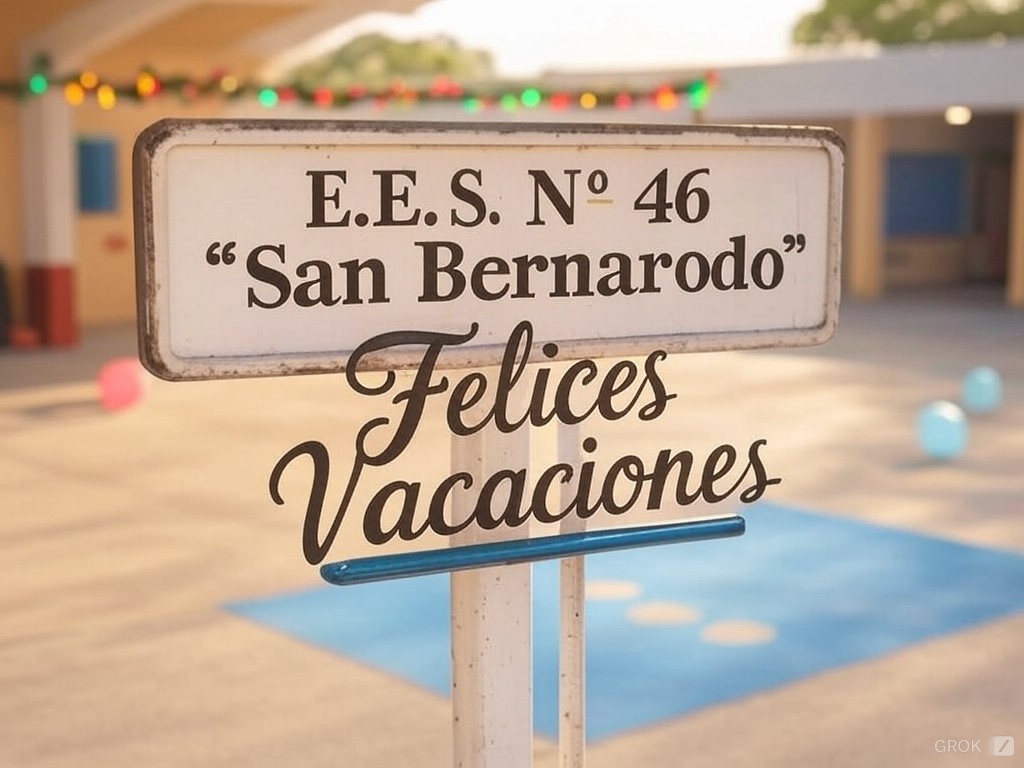 E.E.S. Nº 46
“San Bernarodo”
Felices
Vacaciones
GROK